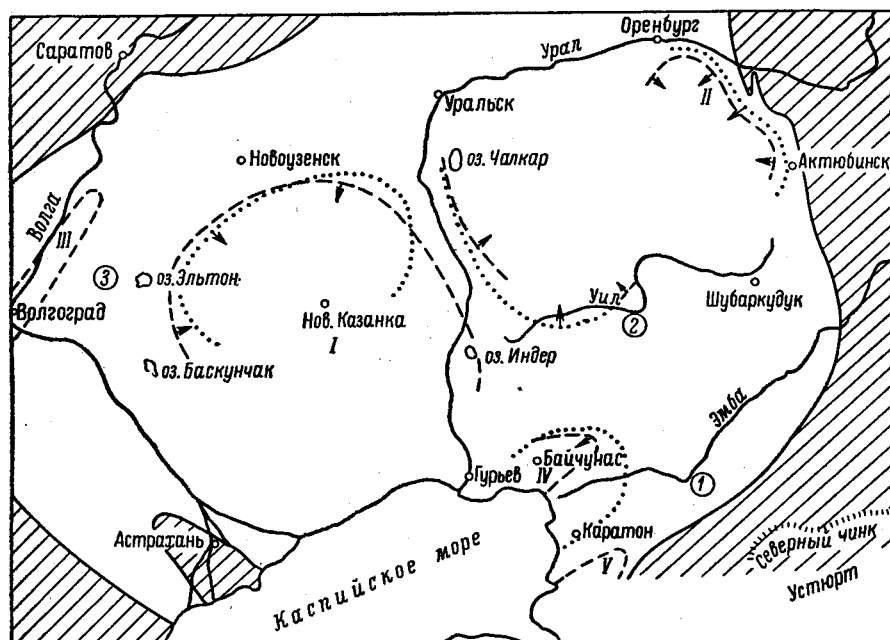 Оренбург
Саратов
Урал
Уральск
II
оз. Чалкар
Новоузенск
Актюбинск
Волга
III
③
оз. Эльтон
Волгоград
Нов. Казанка
I
Уил
Шубаркудук
②
оз. Индер
оз. Баскунчак
Эмба
Байчунас
IV
Гурьев
①
Каратон
Астрахань
Каспийское море
V
Северный чинк
Устюрт